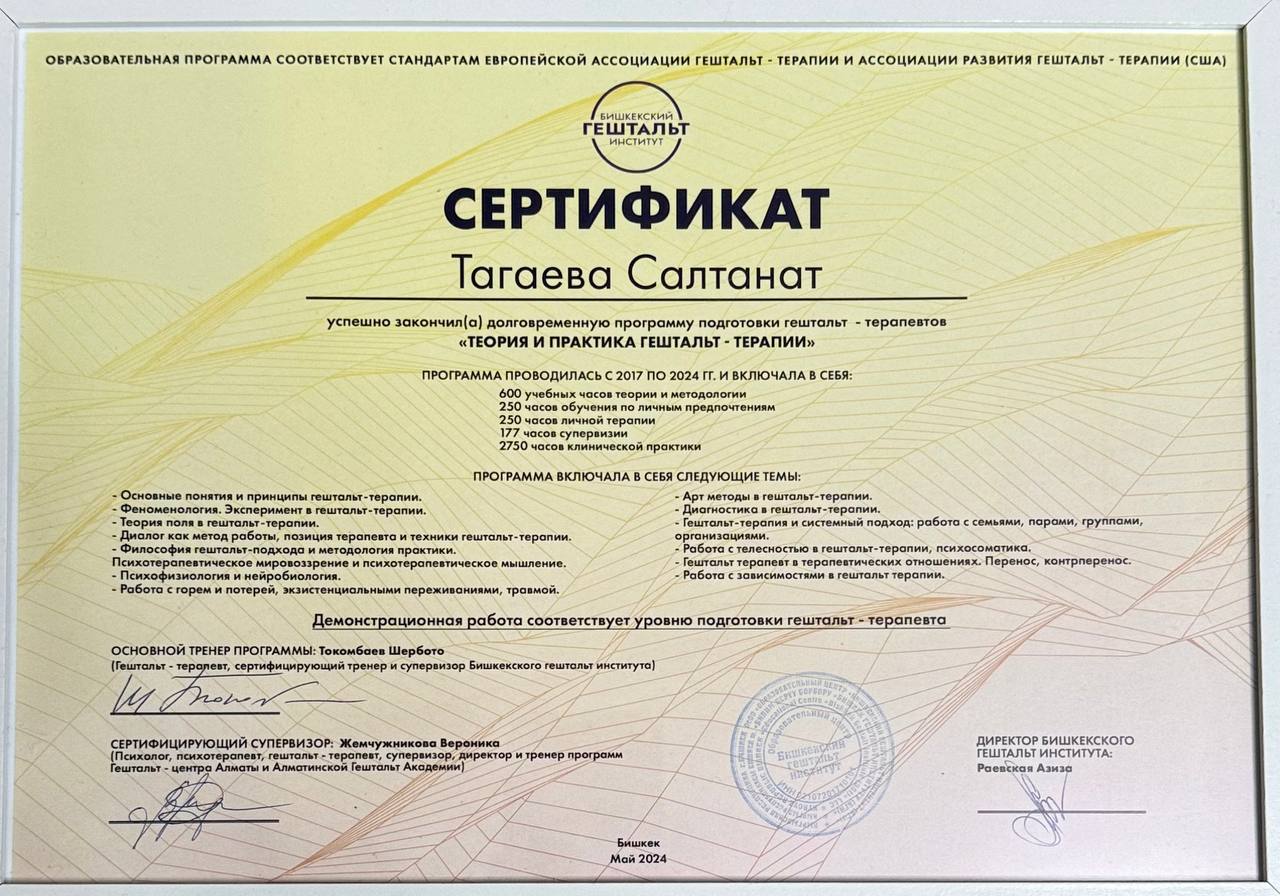 ОБРАЗОВАТЕЛЬНАЯ ПРОГРАММА СООТВЕТСТВУЕТ СТАНДАРТАМ ЕВРОПЕЙСКОЙ АССОЦИАЦИИ ГЕШТАЛЬТ - ТЕРАПИИ И АССОЦИАЦИИ РАЗВИТИЯ ГЕШТАЛЬТ - ТЕРАПИИ (США)
БИШКЕКСКИЙ
ГЕШТАЛЬТ
ИНСТИТУТ
СЕРТИФИКАТ
Тагаева Салтанат
успешно закончил(а) долговременную программу подготовки гештальт - терапевтов
«ТЕОРИЯ И ПРАКТИКА ГЕШТАЛЬТ - ТЕРАПИИ»
ПРОГРАММА ПРОВОДИЛАСЬ С 2017 ПО 2024 ГГ. И ВКЛЮЧАЛА В СЕБЯ:
600 учебных часов теории и методологии
250 часов обучения по личным предпочтениям
250 часов личной терапии
177 часов супервизии
2750 часов клинической практики
ПРОГРАММА ВКЛЮЧАЛА В СЕБЯ СЛЕДУЮЩИЕ ТЕМЫ:
- Основные понятия и принципы гештальт-терапии.
- Феноменология. Эксперимент в гештальт-терапии.
- Теория поля в гештальт-терапии.
- Диалог как метод работы, позиция терапевта и техники гештальт-терапии.
- Философия гештальт-подхода и методология практики.
Психотерапевтическое мировоззрение и психотерапевтическое мышление.
- Психофизиология и нейробиология.
- Работа с горем и потерей, экзистенциальными переживаниями, травмой.
- Арт методы в гештальт-терапии.
- Диагностика в гештальт-терапии.
- Гештальт-терапия и системный подход: работа с семьями, парами, группами,
организациями.
- Работа с телесностью в гештальт-терапии, психосоматика.
- Гештальт терапевт в терапевтических отношениях. Перенос, контрперенос.
- Работа с зависимостями в гештальт терапии.
Демонстрационная работа соответствует уровню подготовки гештальт - терапевта
ОСНОВНОЙ ТРЕНЕР ПРОГРАММЫ: Токомбаев Шербото
(Гештальт - терапевт, сертифицирующий тренер и супервизор Бишкекского гештальт института)
СЕРТИФИЦИРУЮЩИЙ СУПЕРВИЗОР: Жемчужникова Вероника
(Психолог, психотерапевт, гештальт - терапевт, супервизор, директор и тренер программ
Гештальт - центра Алматы и Алматинской Гештальт Академии)
Образовательный центр
Бишкекский
гештальт
институт
ДИРЕКТОР БИШКЕКСКОГО
ГЕШТАЛЬТ ИНСТИТУТА:
Раевская Азиза
Бишкек
Май 2024